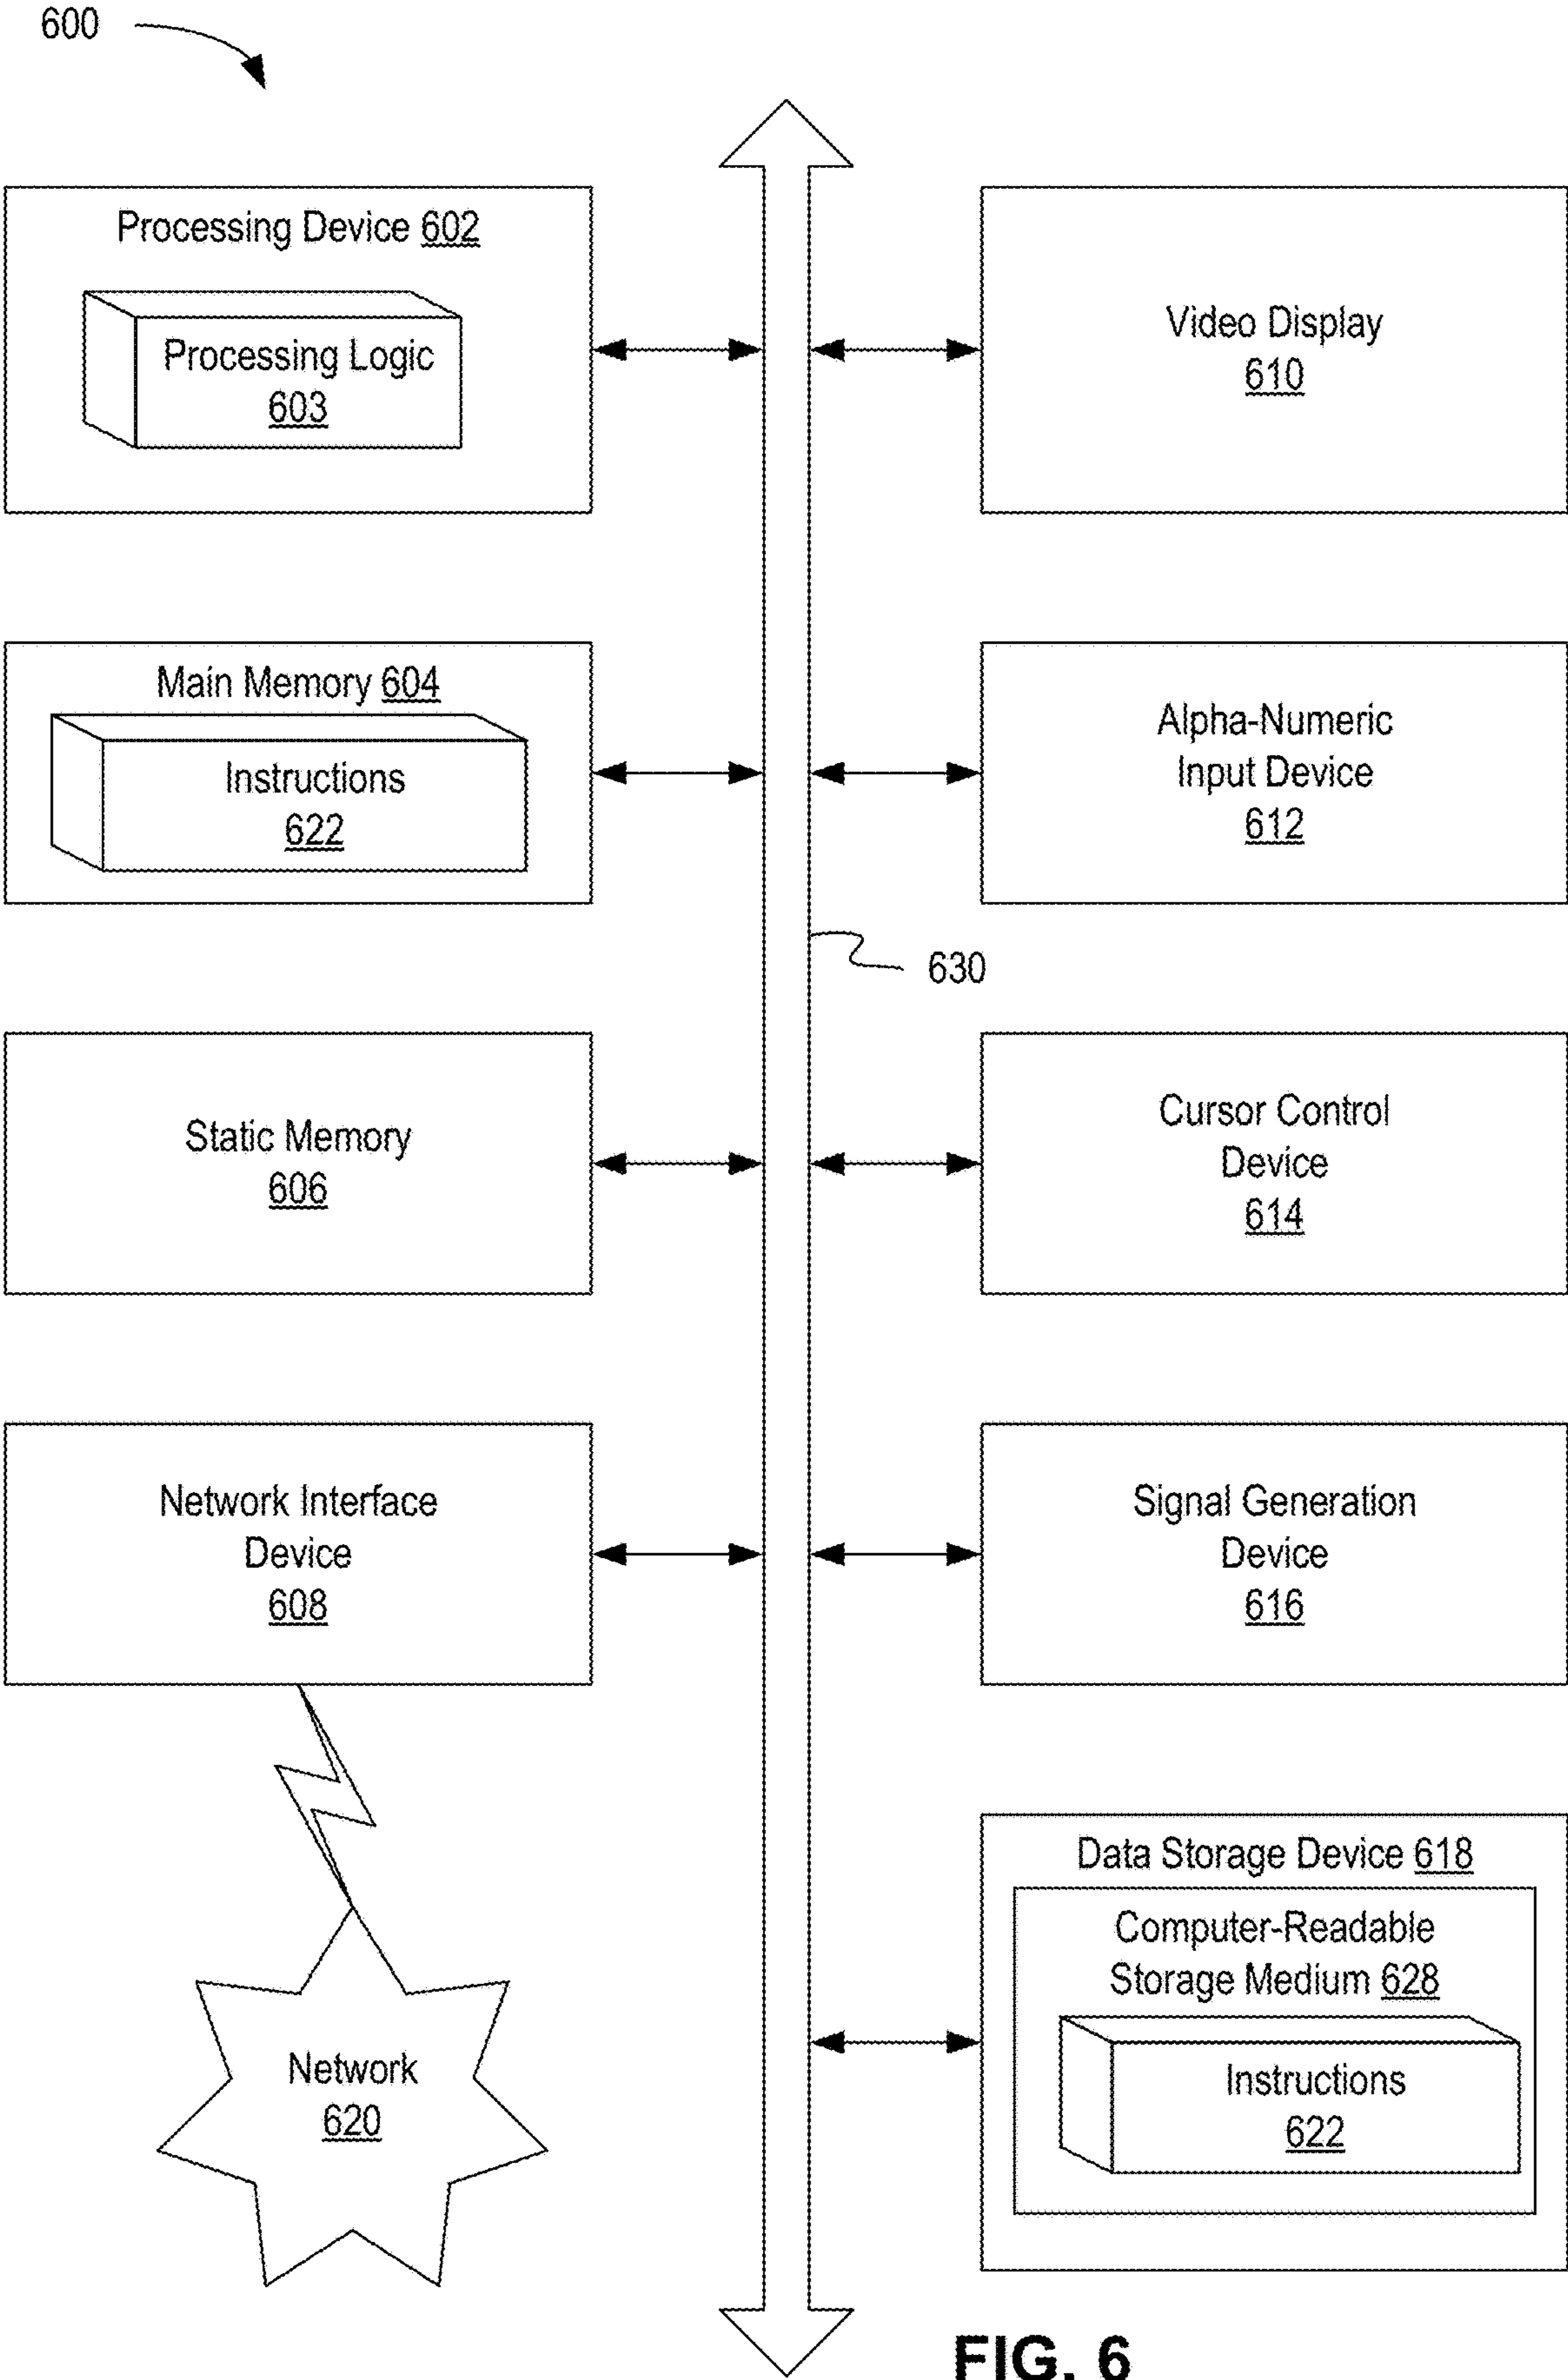 600
Processing Device 602
Processing Logic
603
Video Display
610
Main Memory 604
Instructions
622
Alpha-Numeric
Input Device
612
630
Static Memory
606
Cursor Control
Device
614
Network Interface
Device
608
Signal Generation
Device
616
Data Storage Device 618
Computer-Readable
Storage Medium 628
Instructions
622
Network
620
FIG. 6